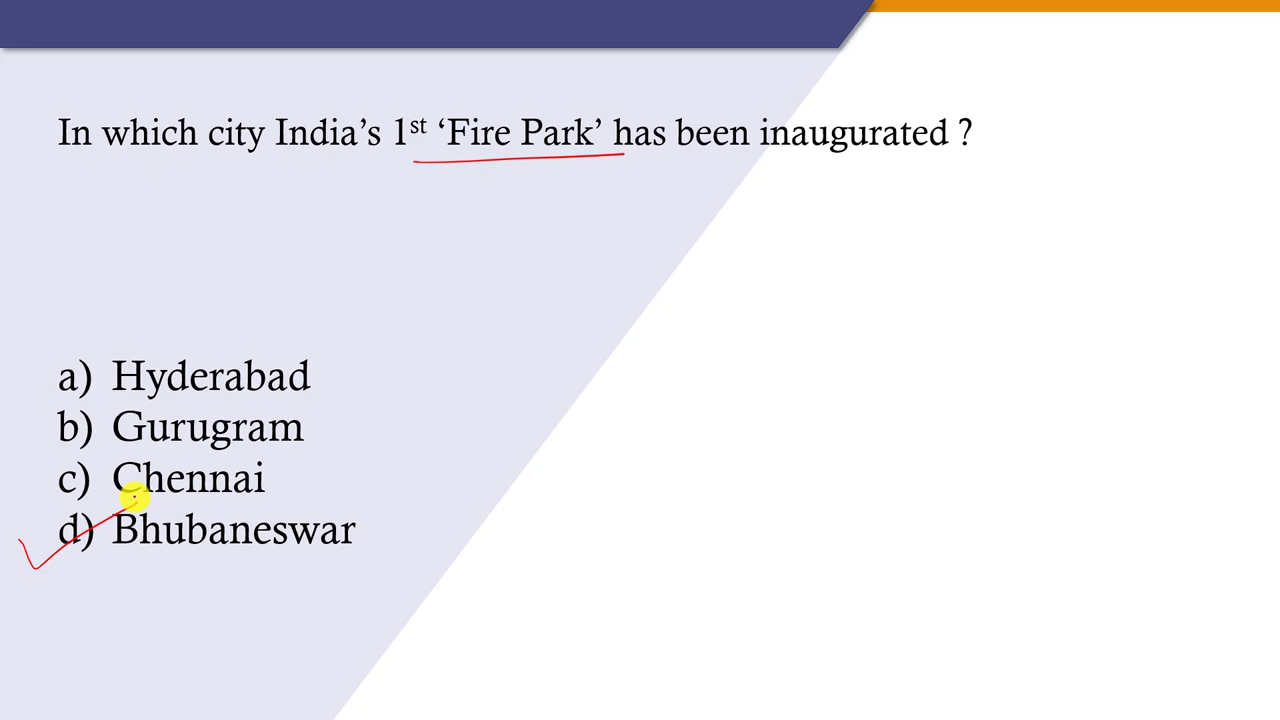 In which city India’s 1st ‘Fire Park’ has been inaugurated ?
a) Hyderabad
b) Gurugram
c) Chennai
d) Bhubaneswar